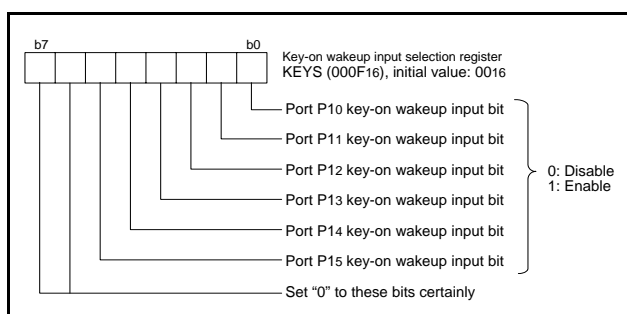 b7 b0
Key-on wakeup input selection register
KEYS (000F16), initial value: 0016
Port P10 key-on wakeup input bit
Port P11 key-on wakeup input bit
Port P12 key-on wakeup input bit
Port P13 key-on wakeup input bit
Port P14 key-on wakeup input bit
Port P15 key-on wakeup input bit
0: Disable
1: Enable
Set “0” to these bits certainly